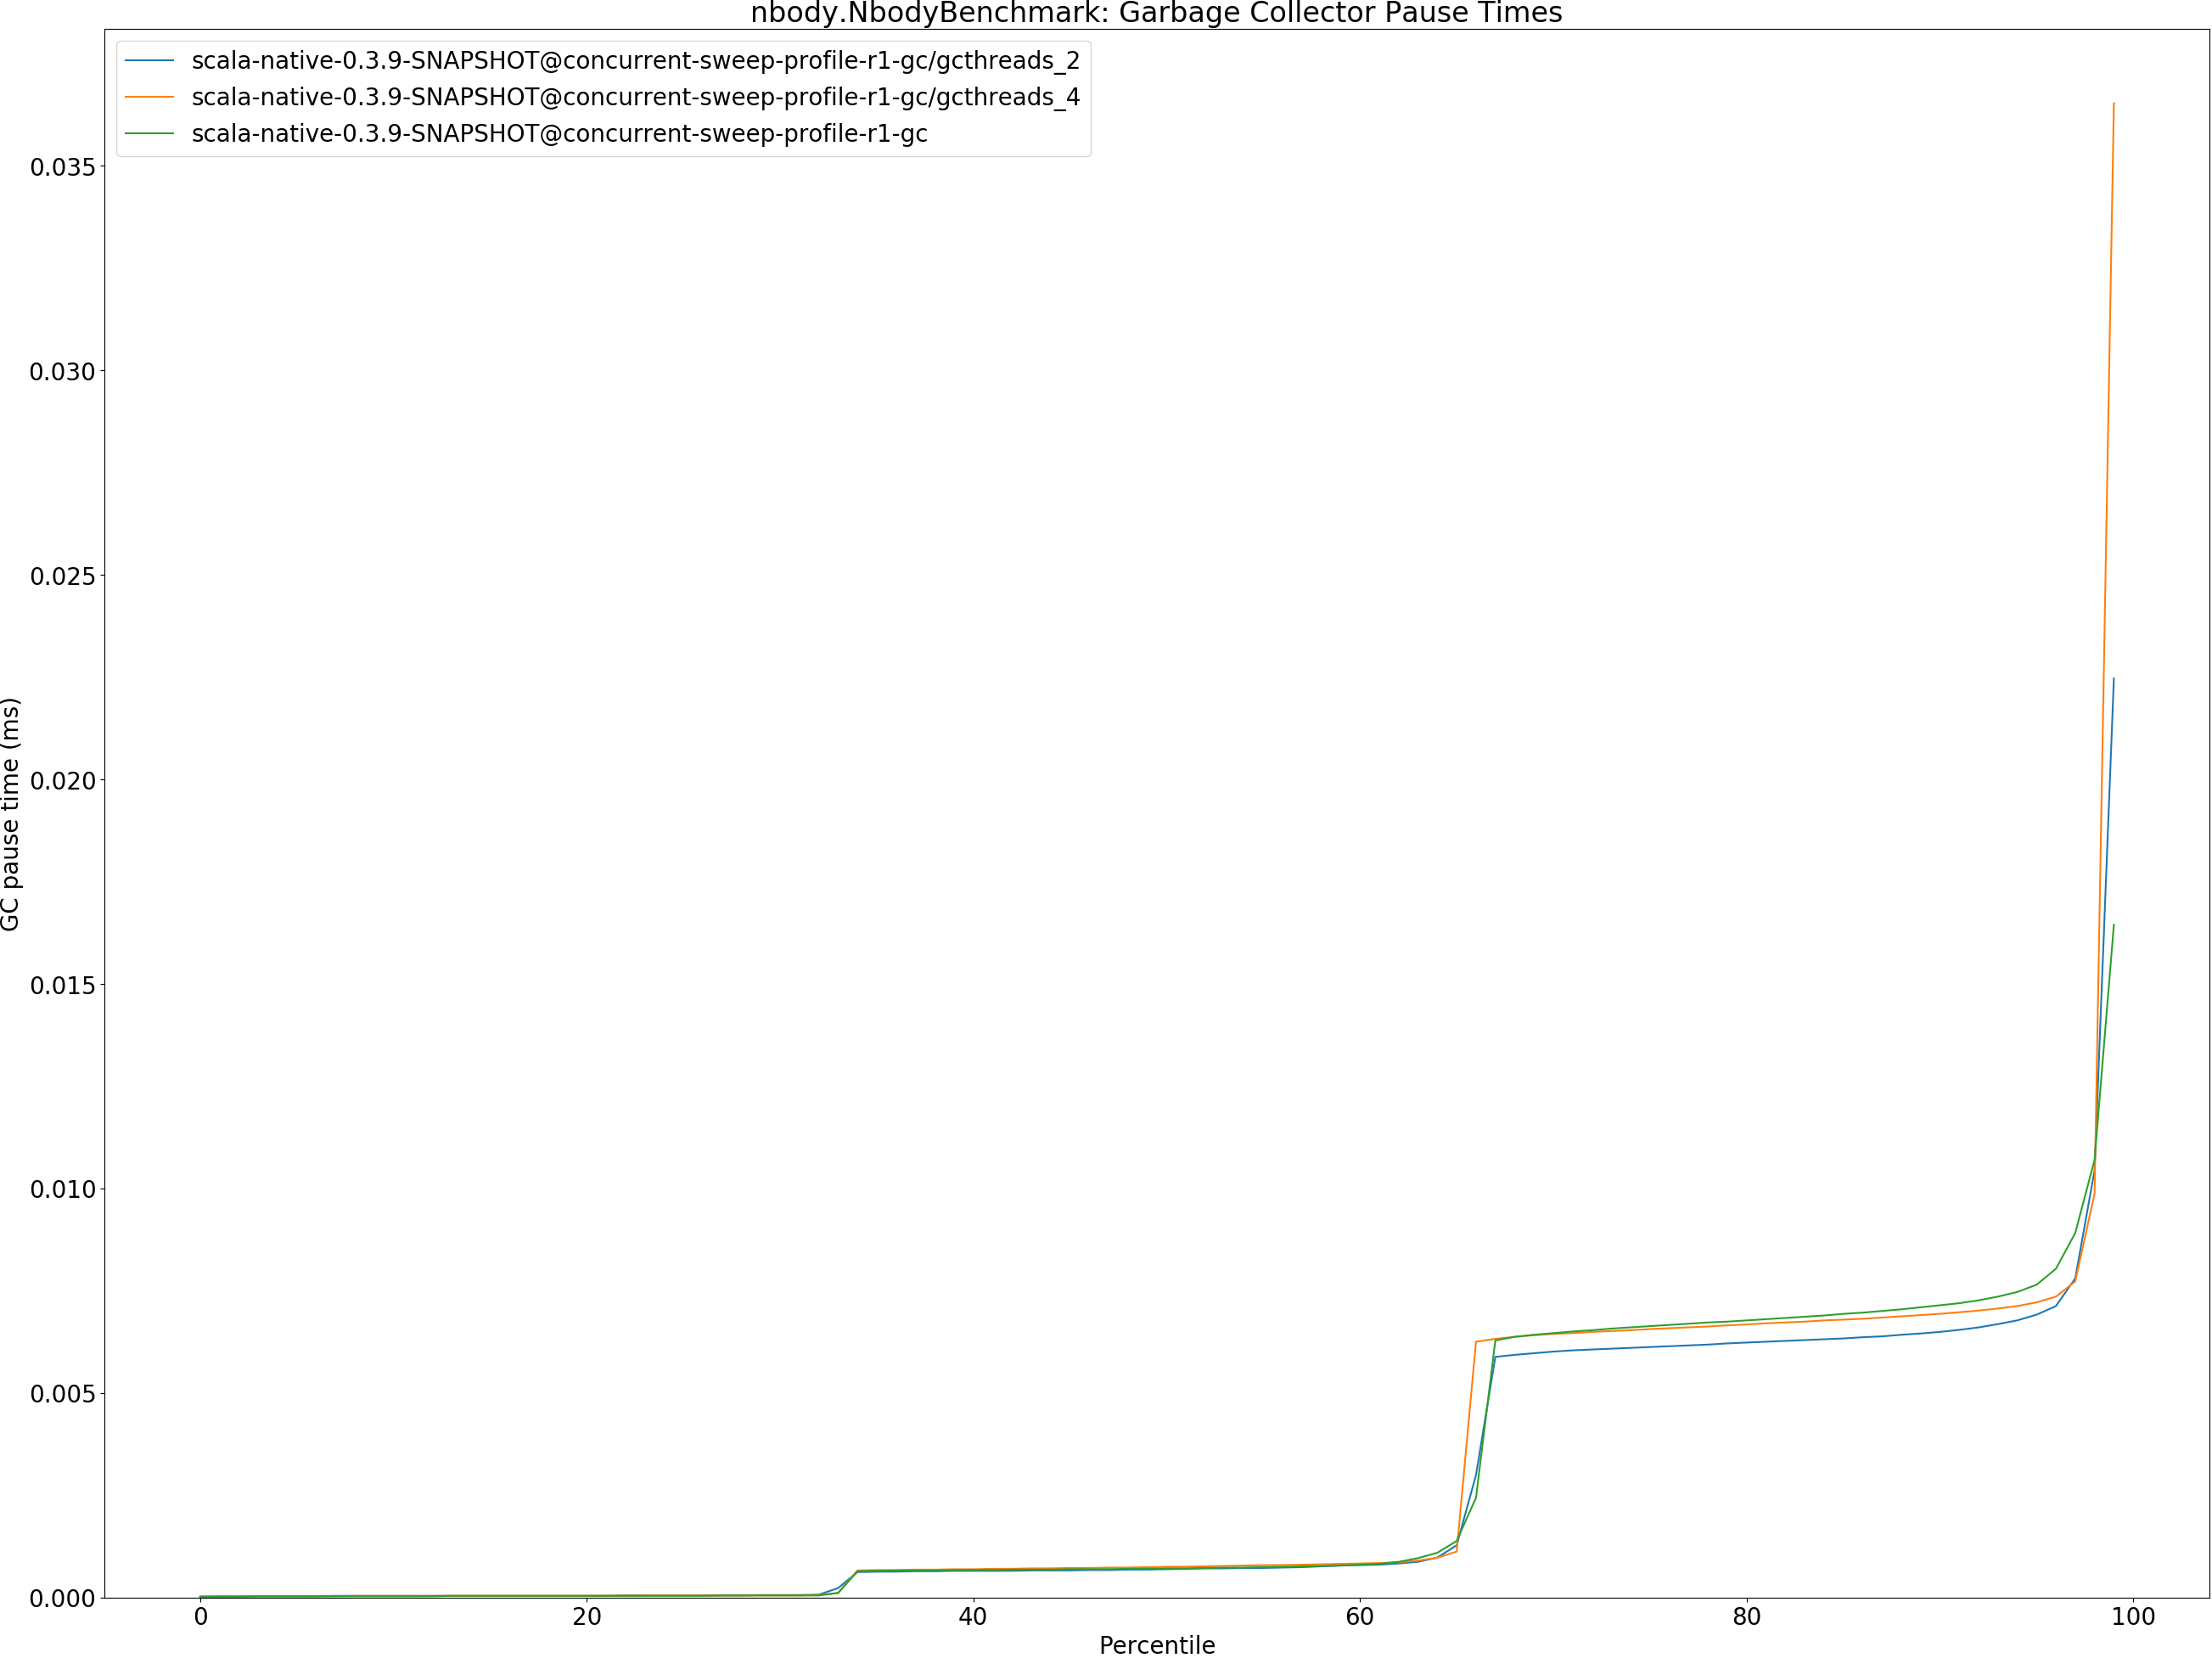 nbody.NbodyBenchmark: Garbage Collector Pause Times
scala-native-0.3.9-SNAPSHOT@concurrent-sweep-profile-r1-gc/gcthreads_2
scala-native-0.3.9-SNAPSHOT@concurrent-sweep-profile-r1-gc/gcthreads_4
scala-native-0.3.9-SNAPSHOT@concurrent-sweep-profile-r1-gc
GC pause time (ms)
0.035
0.030
0.025
0.020
0.015
0.010
0.005
0.000
0 20 40 60 80 100
Percentile